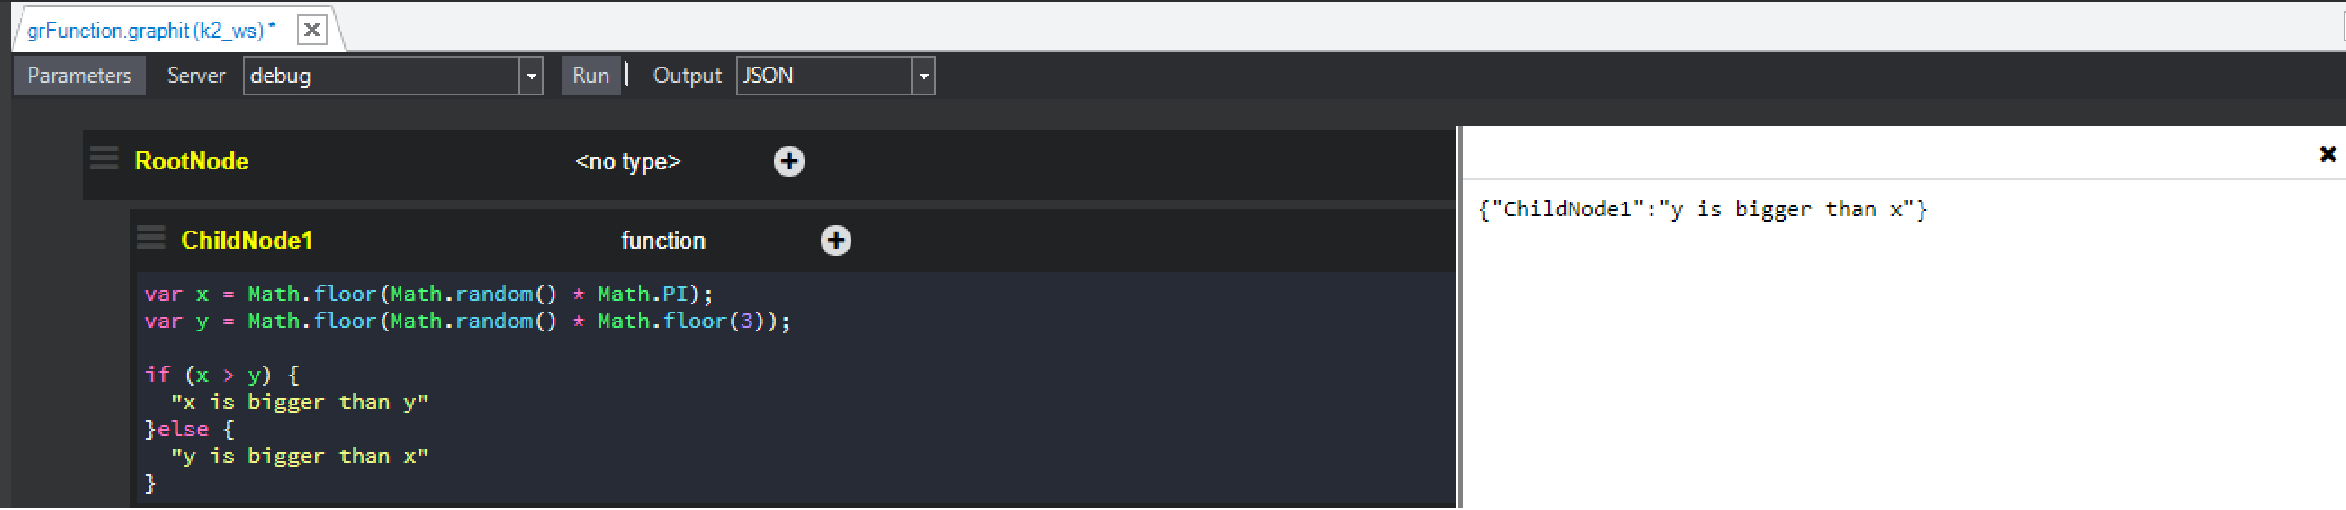 grFunction.graphit (k2_ws) *
Parameters Server debug Run Output JSON
RootNode <no type>
ChildNode1 function
var x = Math.floor(Math.random() * Math.PI);
var y = Math.floor(Math.random() * Math.floor(3));
if (x > y) {
"x is bigger than y"
}else {
"y is bigger than x"
}
{"ChildNode1":"y is bigger than x"}